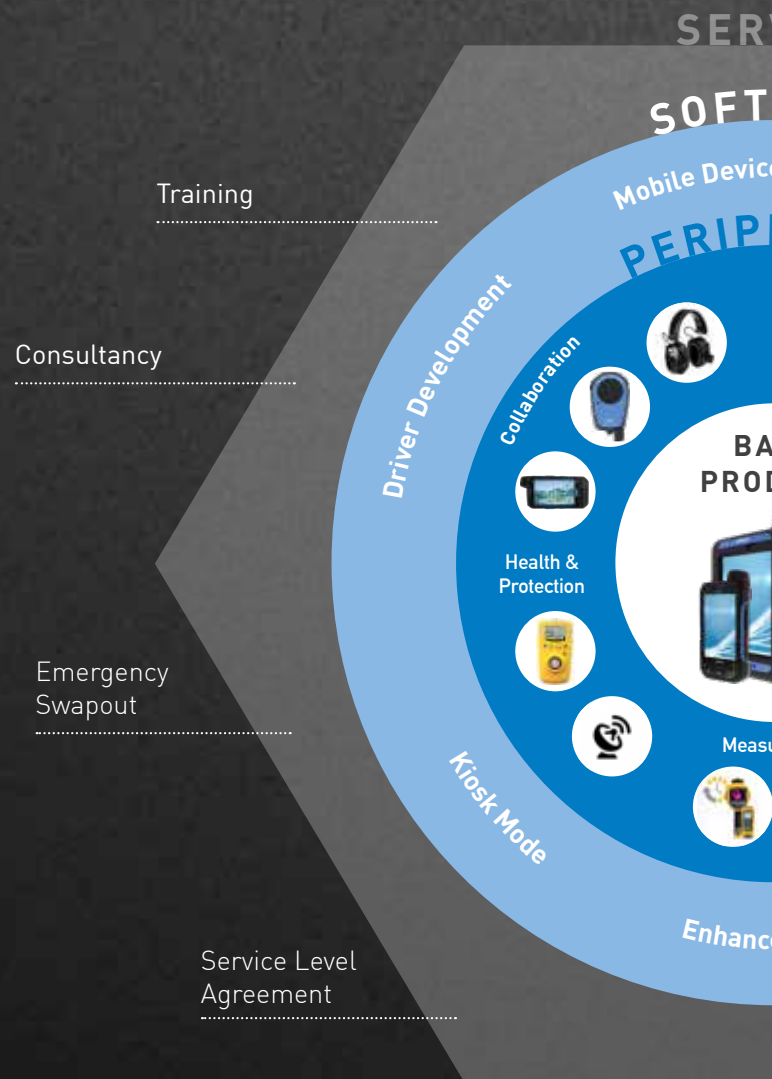 SER
SOFT
Mobile Devic
PERIP
Training
Driver Development
Collaboration
Consultancy
BA
PROD
Health &
Protection
Emergency
Swapout
Measu
Kiosk Mode
Enhanc
Service Level
Agreement